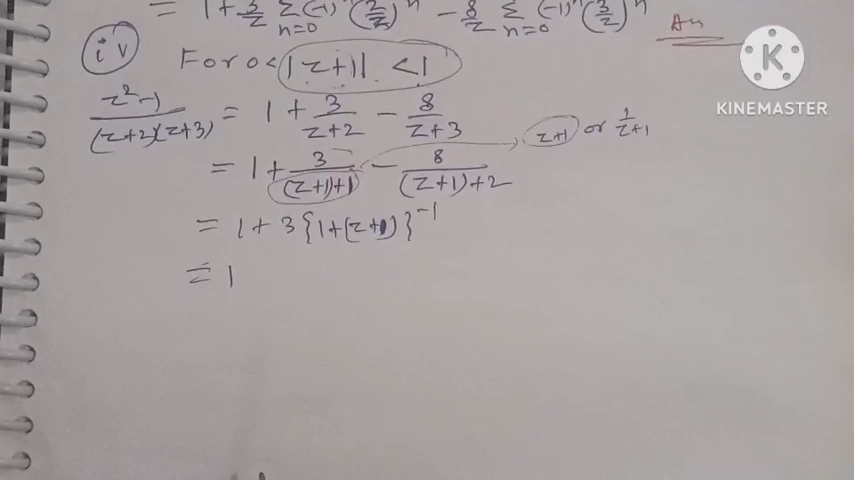 = 1 + 3/z Σ n=0 (-1)^n (2/z)^n - 8/z Σ n=0 (-1)^n (3/z)^n Ans
iv For 0 < |z+1| < 1
K KINEMASTER
z²-1/(z+2)(z+3) = 1 + 3/z+2 - 8/z+3
= 1 + 3/(z+1)+1 - 8/(z+1)+2 z+1 or 1/z+1
= 1 + 3{1+(z+1)}^-1
= 1